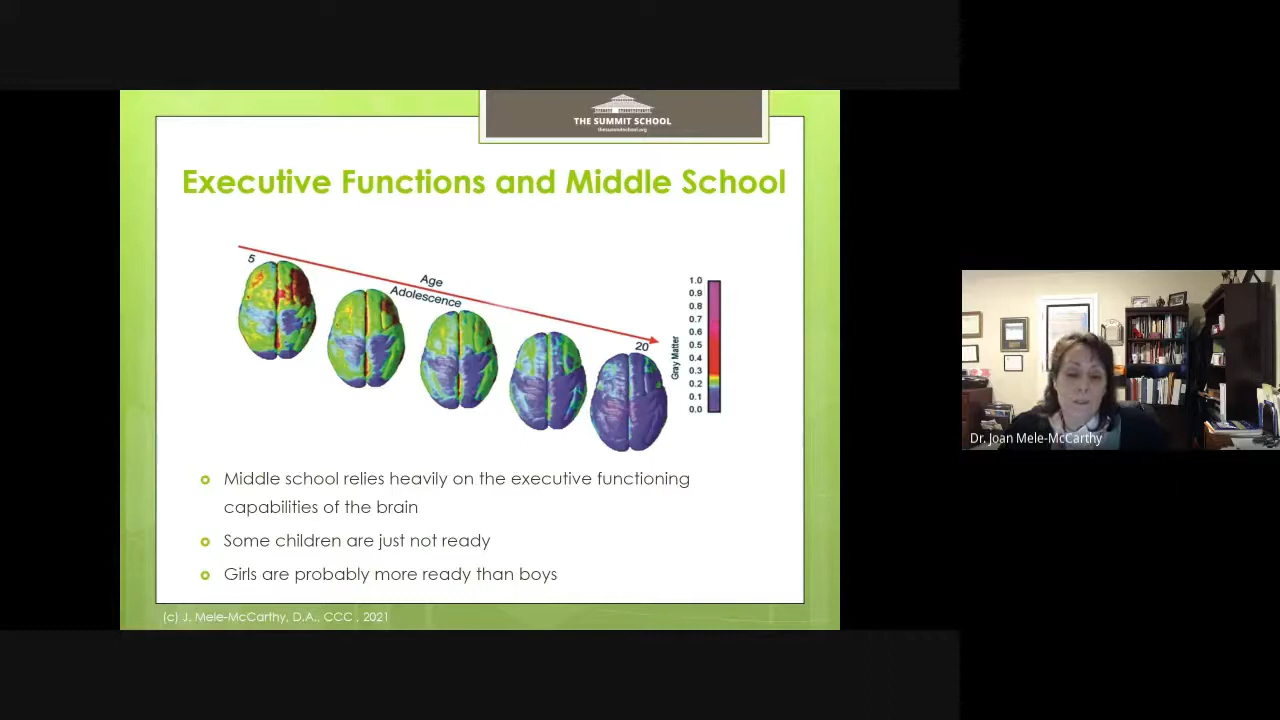 THE SUMMIT SCHOOL
thesummitschool.org
Executive Functions and Middle School
5
Age
Adolescence
20
Gray Matter
1.0
0.9
0.8
0.7
0.6
0.5
0.4
0.3
0.2
0.1
0.0
Middle school relies heavily on the executive functioning
capabilities of the brain
Some children are just not ready
Girls are probably more ready than boys
(c) J. Mele-McCarthy, D.A., CCC , 2021
Dr. Joan Mele-McCarthy